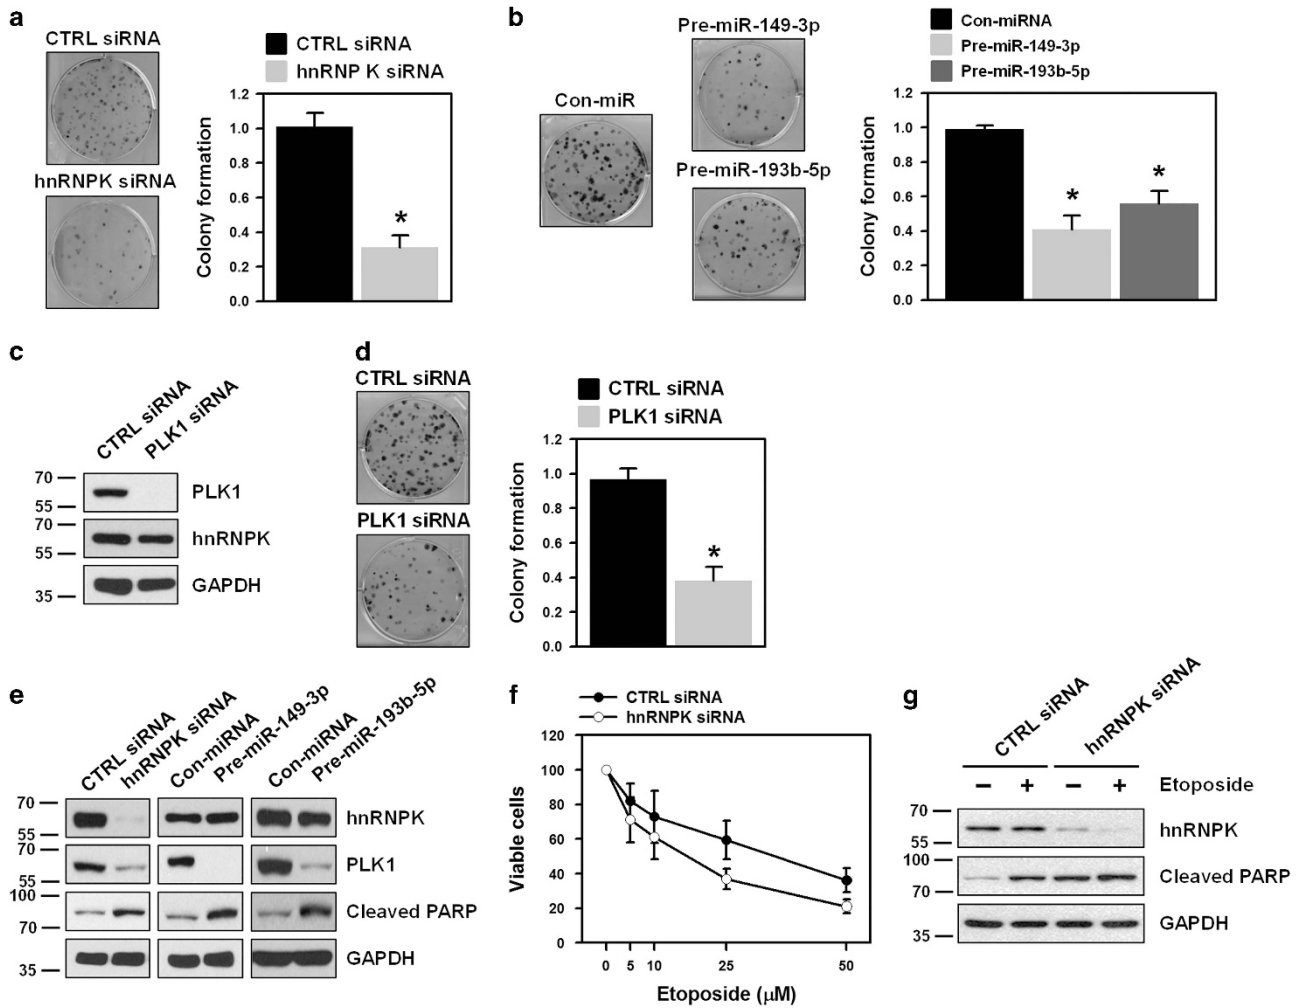 a
CTRL siRNA
hnRNPK siRNA
CTRL siRNA
hnRNP K siRNA
Colony formation
1.2
1.0
0.8
0.6
0.4
0.2
0.0
*
b
Con-miR
Pre-miR-149-3p
Pre-miR-193b-5p
Con-miRNA
Pre-miR-149-3p
Pre-miR-193b-5p
Colony formation
1.2
1.0
0.8
0.6
0.4
0.2
0.0
*
*
c
CTRL siRNA
PLK1 siRNA
70
55
PLK1
70
55
hnRNPK
35
GAPDH
d
CTRL siRNA
PLK1 siRNA
CTRL siRNA
PLK1 siRNA
Colony formation
1.2
1.0
0.8
0.6
0.4
0.2
0.0
*
e
CTRL siRNA
hnRNPK siRNA
Con-miRNA
Pre-miR-149-3p
Con-miRNA
Pre-miR-193b-5p
70
55
hnRNPK
70
55
PLK1
100
70
Cleaved PARP
35
GAPDH
f
CTRL siRNA
hnRNPK siRNA
Viable cells
120
100
80
60
40
20
0
0 5 10 25 50
Etoposide (µM)
g
CTRL siRNA
hnRNPK siRNA
− + − + Etoposide
70
55
hnRNPK
100
70
Cleaved PARP
35
GAPDH